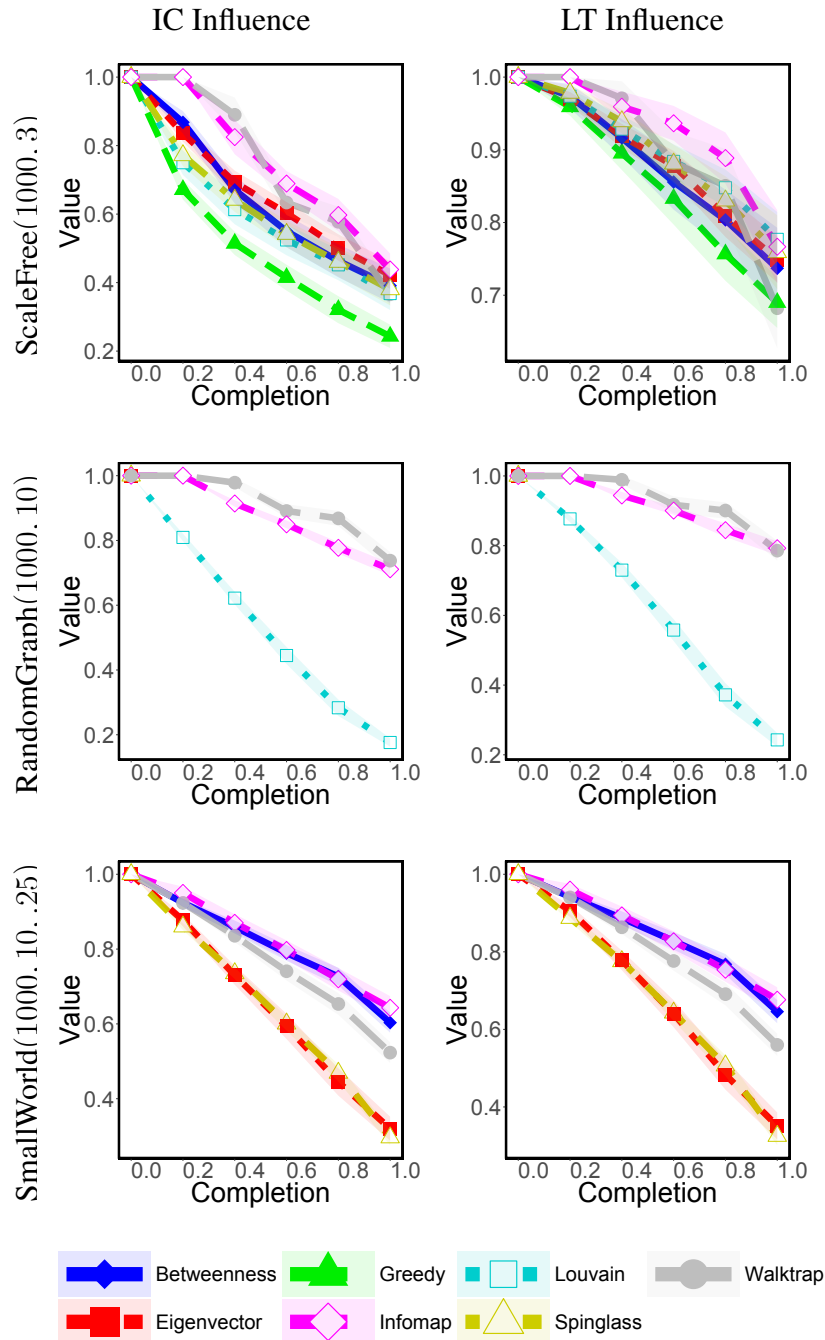 IC Influence LT Influence
ScaleFree(1000, 3)
Value
1.0
0.8
0.6
0.4
0.2
0.0 0.2 0.4 0.6 0.8 1.0
Completion
Value
1.0
0.9
0.8
0.7
0.0 0.2 0.4 0.6 0.8 1.0
Completion
RandomGraph(1000, 10)
Value
1.0
0.8
0.6
0.4
0.2
0.0 0.2 0.4 0.6 0.8 1.0
Completion
Value
1.0
0.8
0.6
0.4
0.2
0.0 0.2 0.4 0.6 0.8 1.0
Completion
SmallWorld(1000, 10, .25)
Value
1.0
0.8
0.6
0.4
0.0 0.2 0.4 0.6 0.8 1.0
Completion
Value
1.0
0.8
0.6
0.4
0.0 0.2 0.4 0.6 0.8 1.0
Completion
Betweenness Greedy Louvain Walktrap
Eigenvector Infomap Spinglass